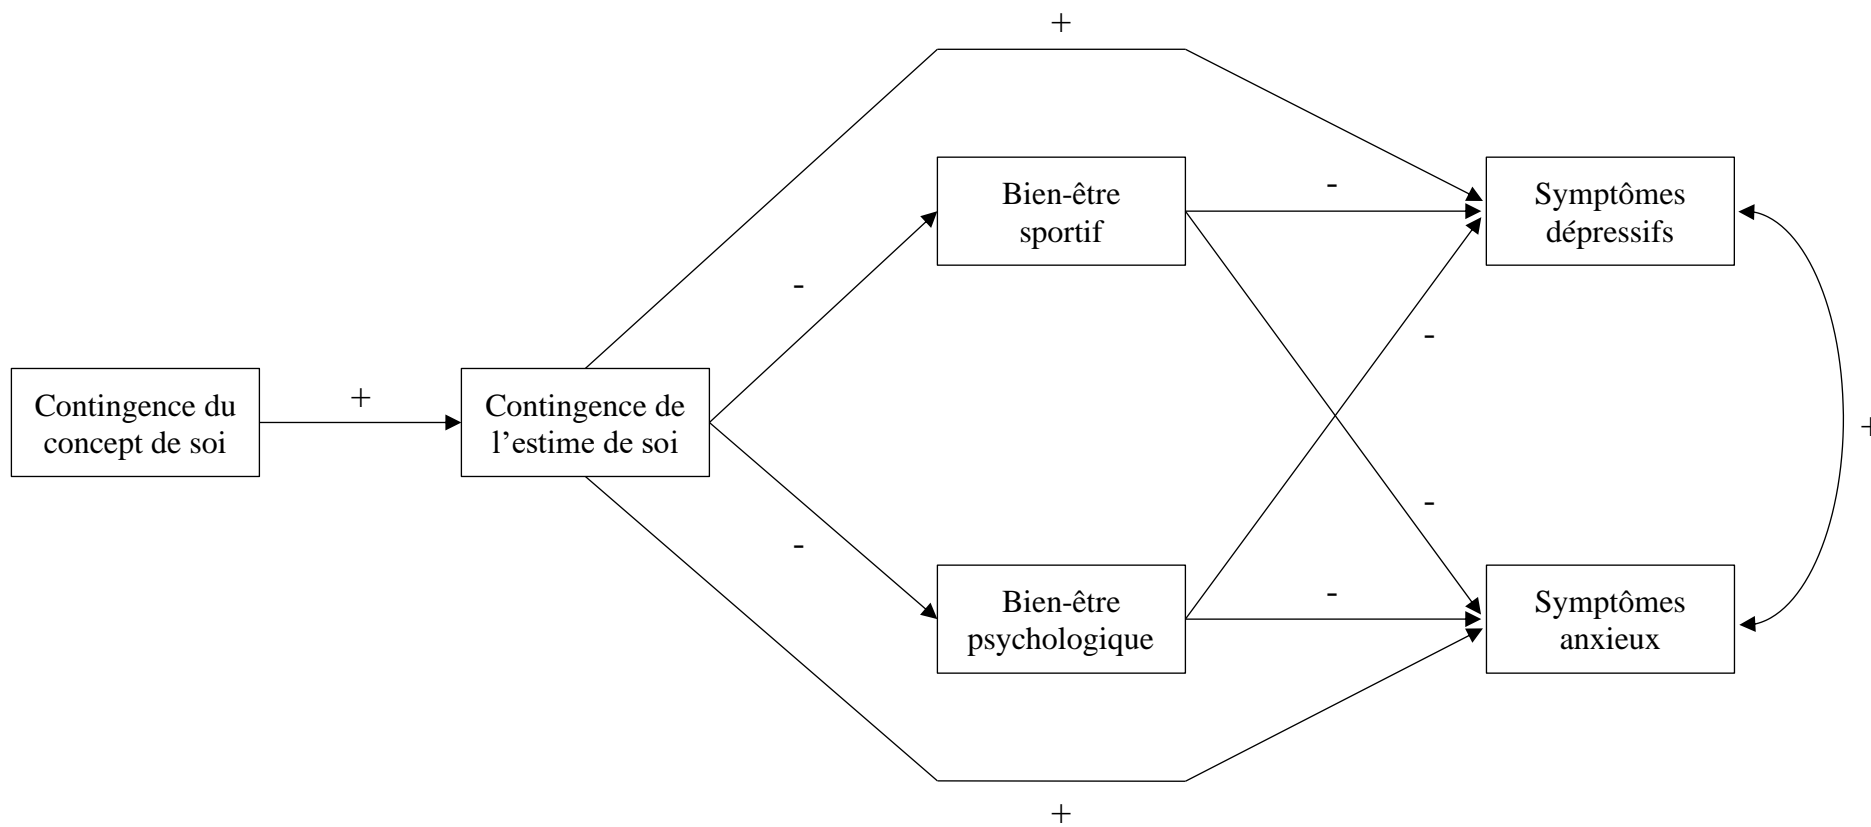 +
Bien-être
sportif
-
Symptômes
dépressifs
-
-
Contingence du
concept de soi
+
Contingence de
l’estime de soi
+
-
-
Bien-être
psychologique
-
Symptômes
anxieux
+